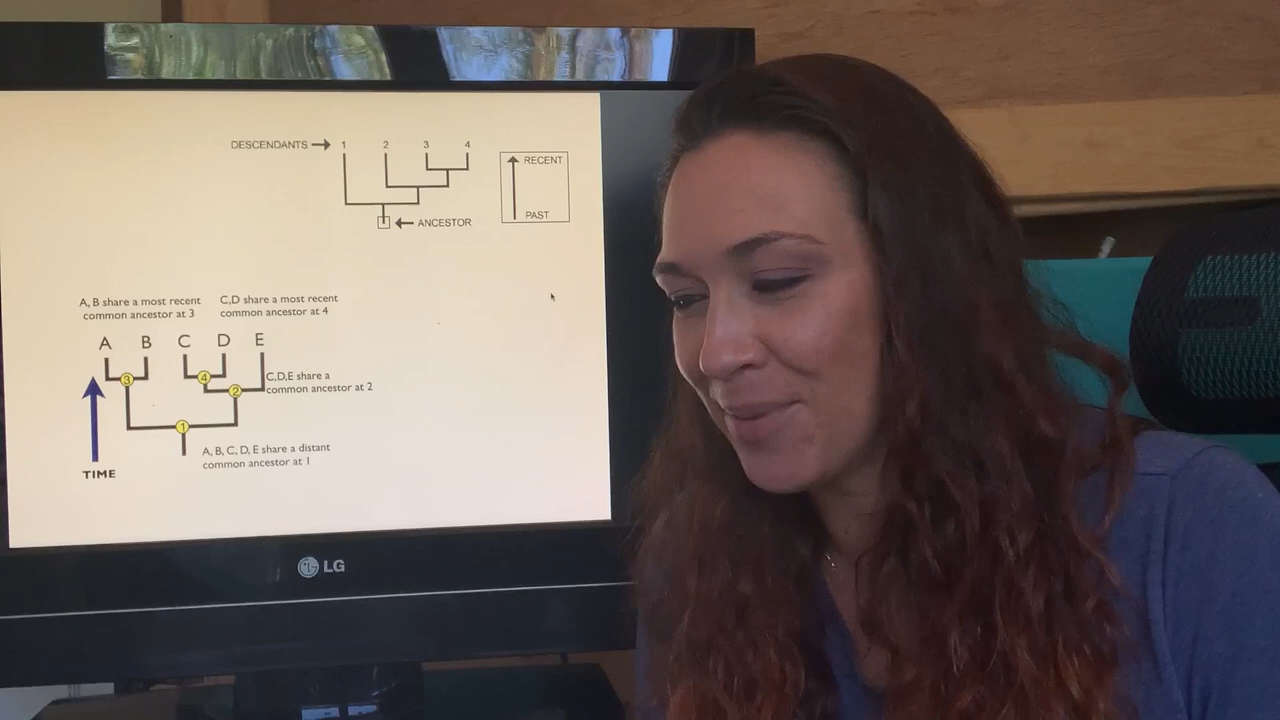 DESCENDANTS 1 2 3 4
RECENT
PAST
ANCESTOR
A, B share a most recent
common ancestor at 3
C,D share a most recent
common ancestor at 4
A B C D E
3
4
2
C,D,E share a
common ancestor at 2
1
A, B, C, D, E share a distant
common ancestor at 1
TIME
LG